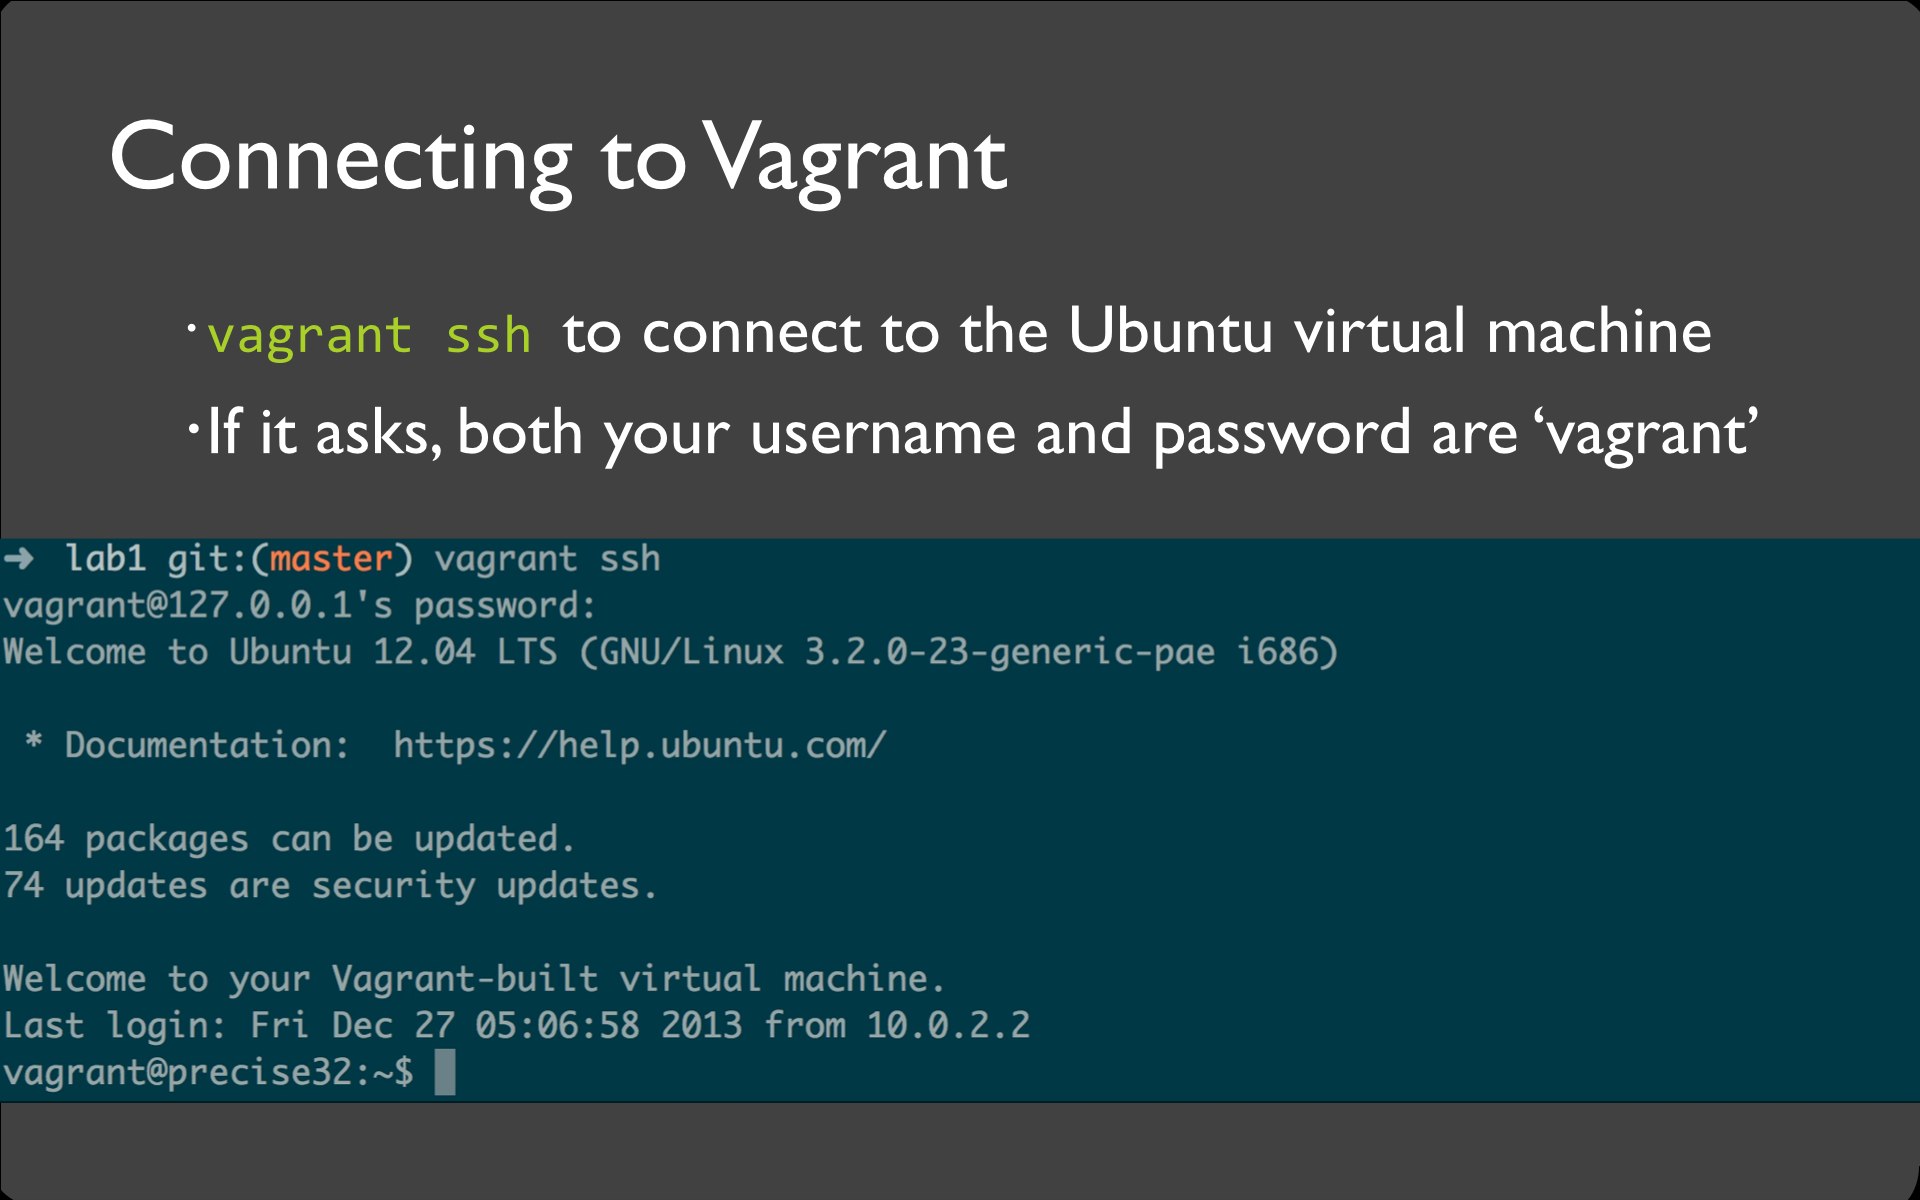 Connecting to Vagrant
·vagrant ssh to connect to the Ubuntu virtual machine
·If it asks, both your username and password are ‘vagrant’
➜ lab1 git:(master) vagrant ssh
vagrant@127.0.0.1's password:
Welcome to Ubuntu 12.04 LTS (GNU/Linux 3.2.0-23-generic-pae i686)
* Documentation: https://help.ubuntu.com/
164 packages can be updated.
74 updates are security updates.
Welcome to your Vagrant-built virtual machine.
Last login: Fri Dec 27 05:06:58 2013 from 10.0.2.2
vagrant@precise32:~$